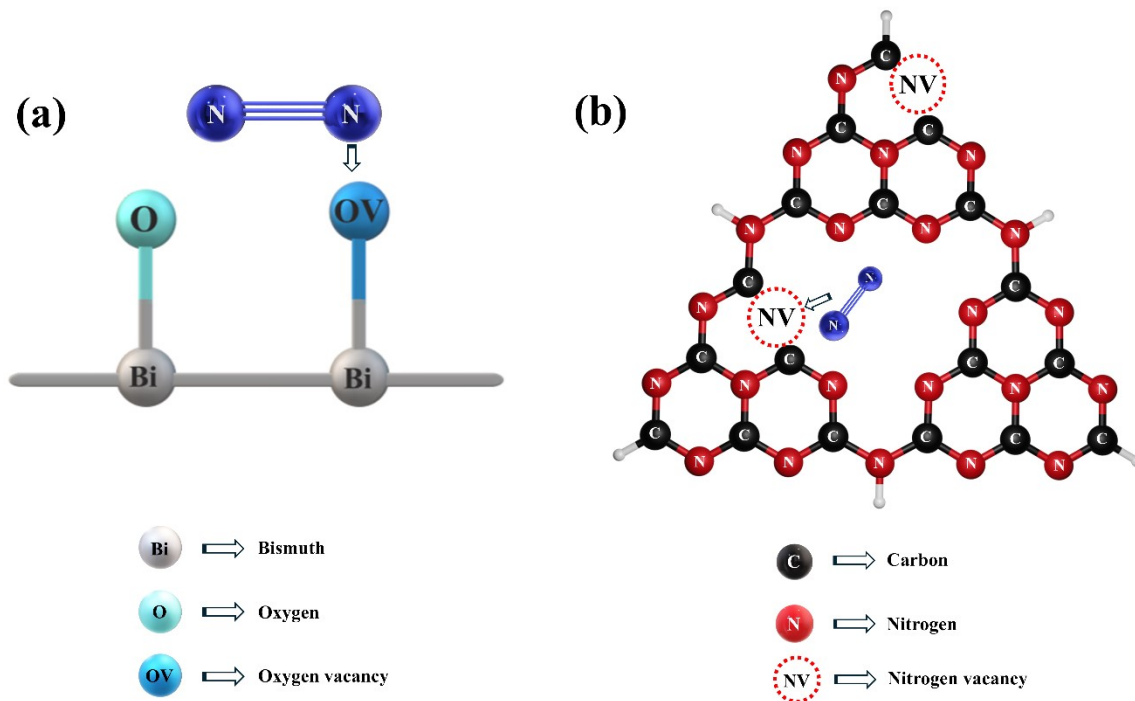 (a)
N N
O OV
Bi Bi
Bi Bismuth
O Oxygen
OV Oxygen vacancy
(b)
C
N NV
C C
N N N
C C C
N N N N
C N C
N NV N N N
C C C C
N N N N N N
C C C C C C
N N N N N
C Carbon
N Nitrogen
NV Nitrogen vacancy